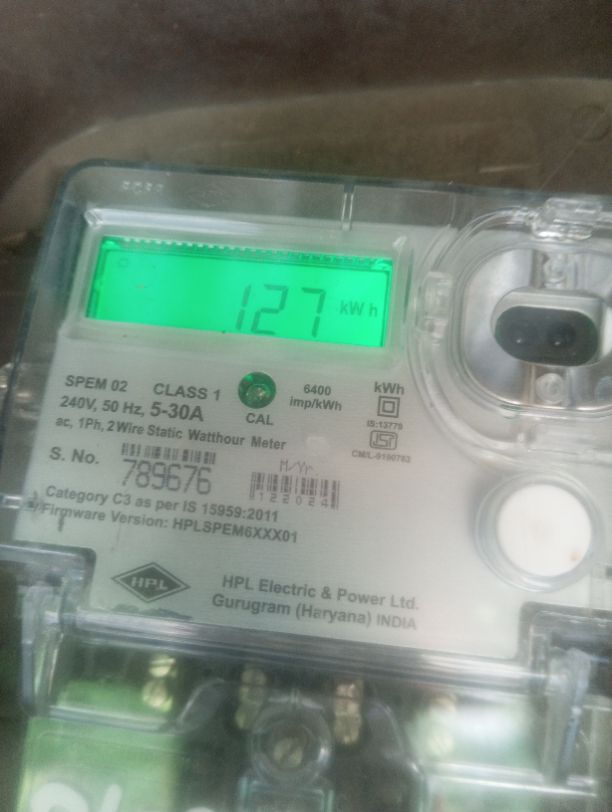 127 kWh
SPEM 02 CLASS 1
6400
imp/kWh
kWh
240V, 50 Hz, 5-30A
CAL
IS:13779
ac, 1Ph, 2 Wire Static Watthour Meter
S. No.
789676
M/Yr
122024
Category C3 as per IS 15959:2011
Firmware Version: HPLSPEM6XXX01
HPL
HPL Electric & Power Ltd.
Gurugram (Haryana) INDIA